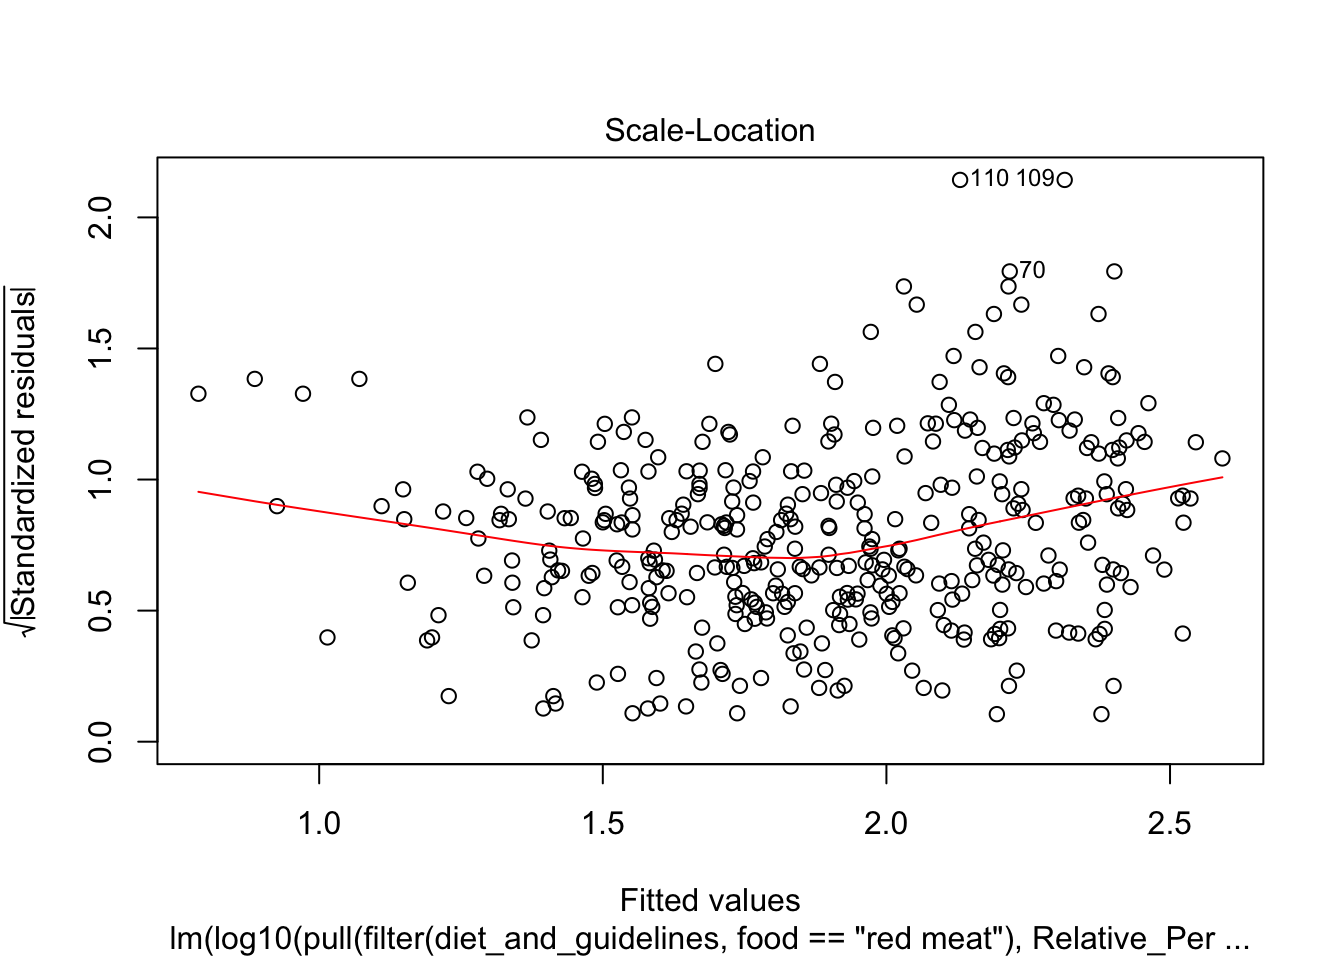 Scale-Location
√|Standardized residuals|
2.0
1.5
1.0
0.5
0.0
110 109
70
1.0 1.5 2.0 2.5
Fitted values
lm(log10(pull(filter(diet_and_guidelines, food == "red meat"), Relative_Per ...